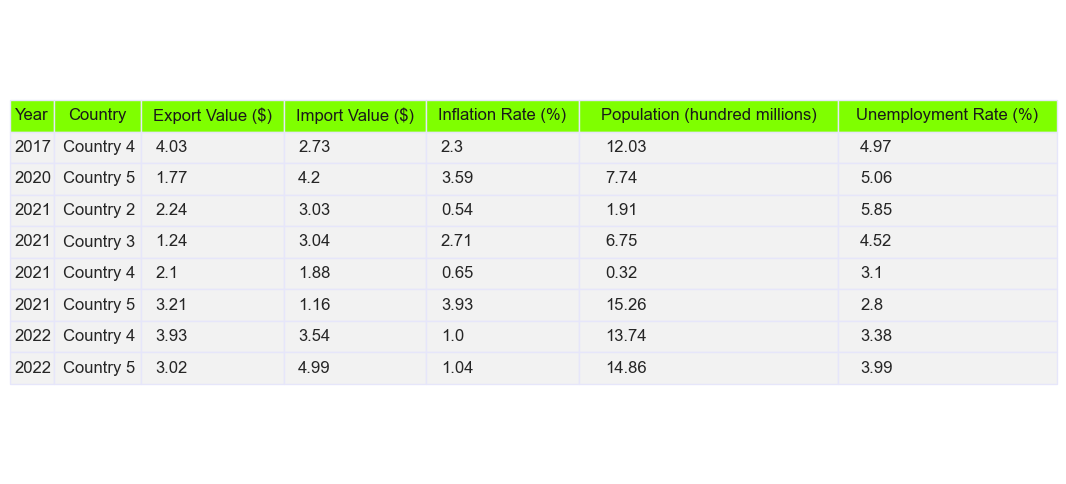 Year Country Export Value ($) Import Value ($) Inflation Rate (%) Population (hundred millions) Unemployment Rate (%)
2017 Country 4 4.03 2.73 2.3 12.03 4.97
2020 Country 5 1.77 4.2 3.59 7.74 5.06
2021 Country 2 2.24 3.03 0.54 1.91 5.85
2021 Country 3 1.24 3.04 2.71 6.75 4.52
2021 Country 4 2.1 1.88 0.65 0.32 3.1
2021 Country 5 3.21 1.16 3.93 15.26 2.8
2022 Country 4 3.93 3.54 1.0 13.74 3.38
2022 Country 5 3.02 4.99 1.04 14.86 3.99